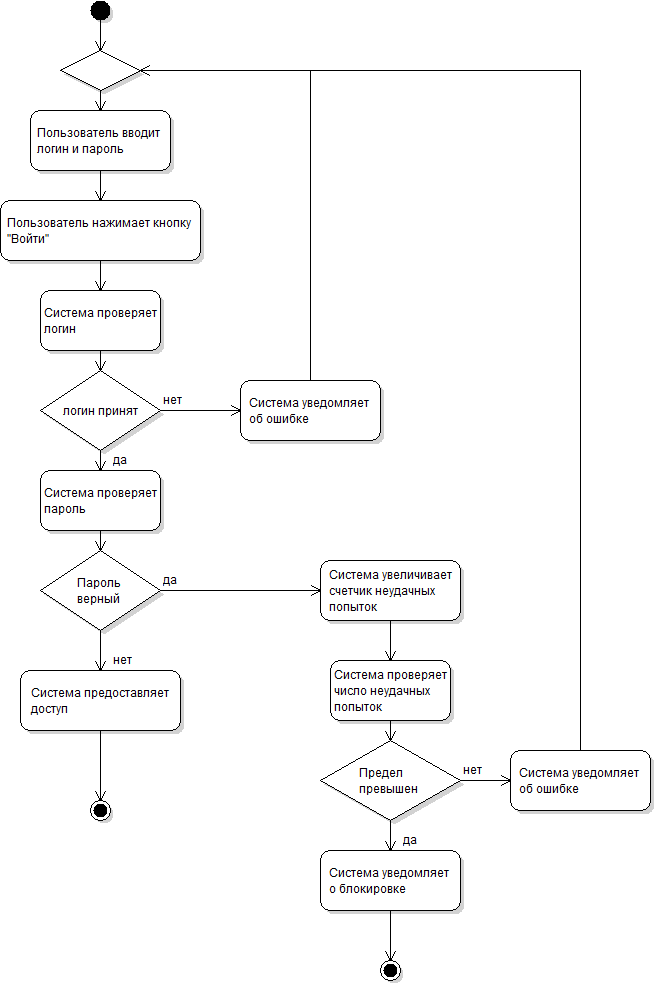 Пользователь вводит
логин и пароль
Пользователь нажимает кнопку
"Войти"
Система проверяет
логин
логин принят
нет
Система уведомляет
об ошибке
да
Система проверяет
пароль
Пароль
верный
да
Система увеличивает
счетчик неудачных
попыток
нет
Система предоставляет
доступ
Система проверяет
число неудачных
попыток
Предел
превышен
нет
Система уведомляет
об ошибке
да
Система уведомляет
о блокировке